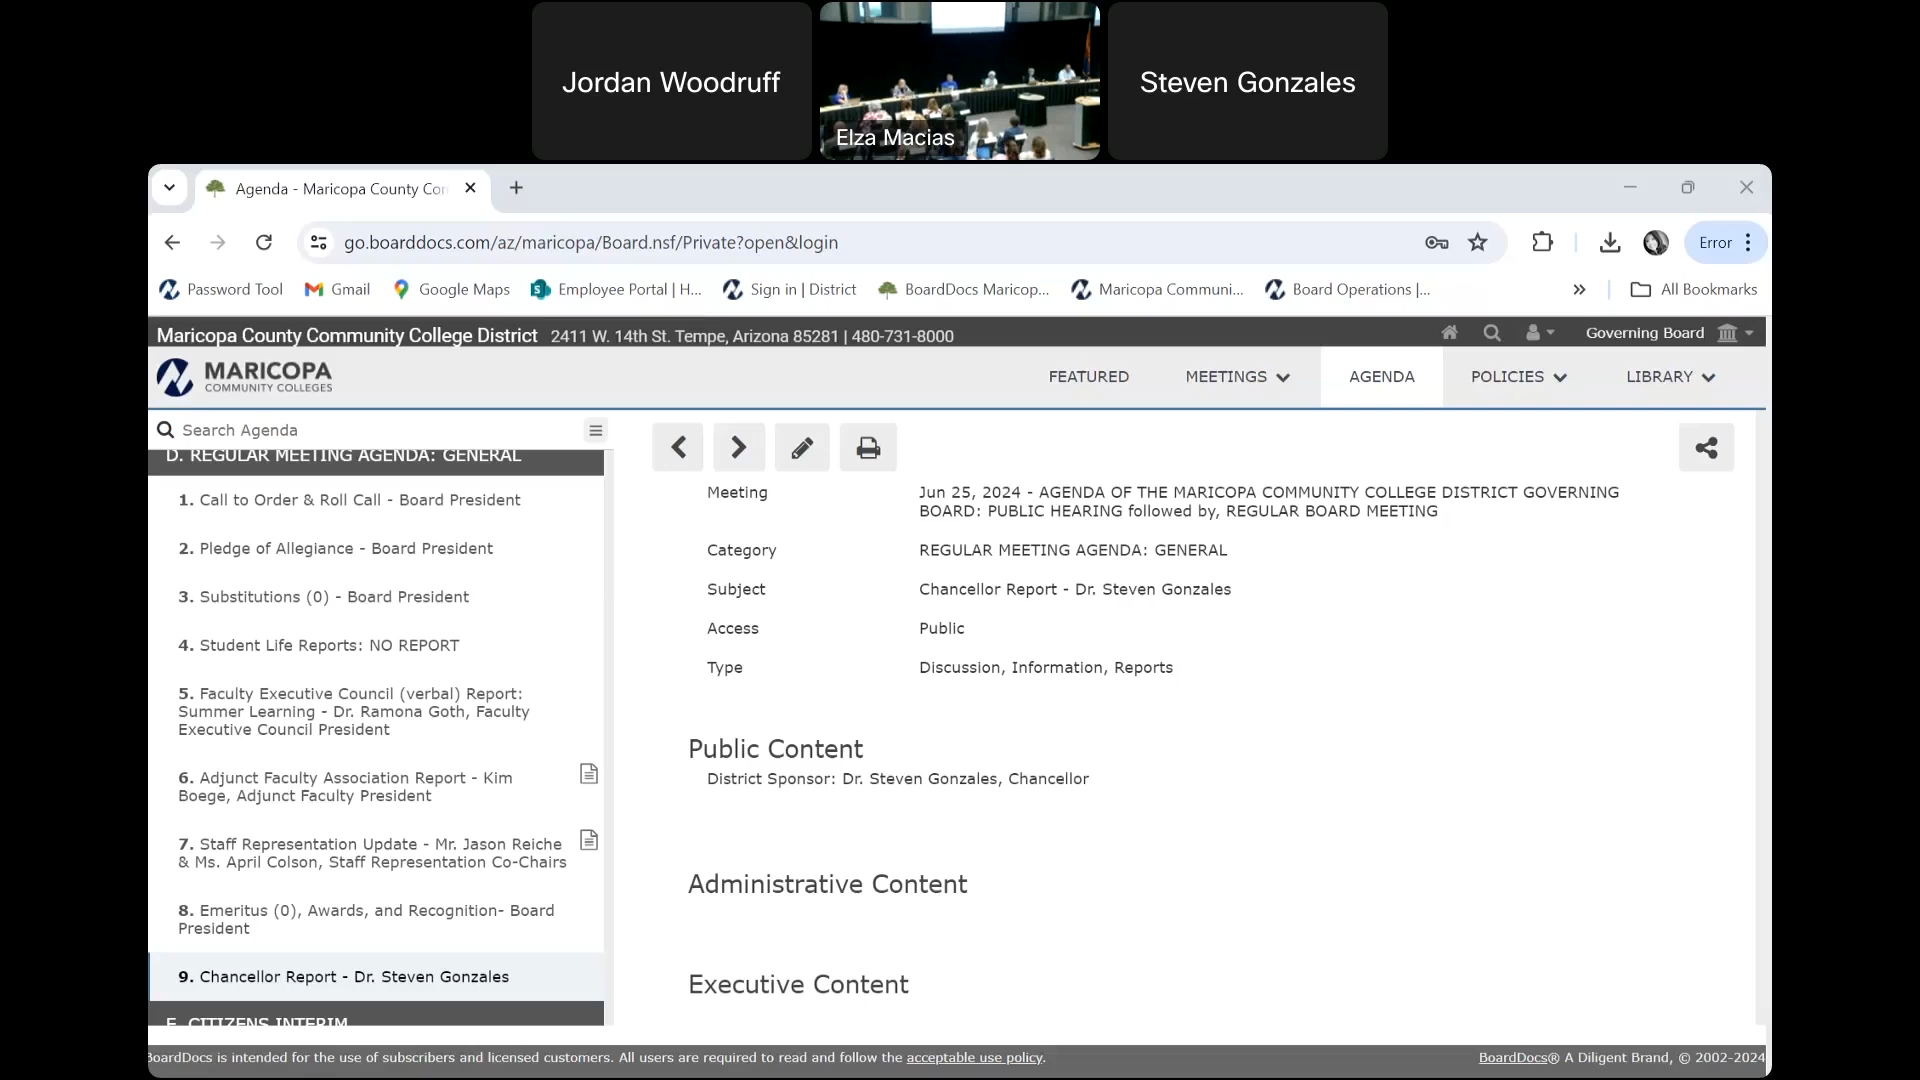 Jordan Woodruff
Elza Macias
Steven Gonzales
Agenda - Maricopa County Con
go.boarddocs.com/az/maricopa/Board.nsf/Private?open&login
Error
Password Tool
Gmail
Google Maps
Employee Portal | H...
Sign in | District
BoardDocs Maricop...
Maricopa Communi...
Board Operations |...
All Bookmarks
Maricopa County Community College District 2411 W. 14th St. Tempe, Arizona 85281 | 480-731-8000
Governing Board
MARICOPA
COMMUNITY COLLEGES
FEATURED
MEETINGS
AGENDA
POLICIES
LIBRARY
Search Agenda
D. REGULAR MEETING AGENDA: GENERAL
1. Call to Order & Roll Call - Board President
2. Pledge of Allegiance - Board President
3. Substitutions (0) - Board President
4. Student Life Reports: NO REPORT
5. Faculty Executive Council (verbal) Report:
Summer Learning - Dr. Ramona Goth, Faculty
Executive Council President
6. Adjunct Faculty Association Report - Kim
Boege, Adjunct Faculty President
7. Staff Representation Update - Mr. Jason Reiche
& Ms. April Colson, Staff Representation Co-Chairs
8. Emeritus (0), Awards, and Recognition- Board
President
9. Chancellor Report - Dr. Steven Gonzales
E. CITIZENS INTERIM
Meeting
Jun 25, 2024 - AGENDA OF THE MARICOPA COMMUNITY COLLEGE DISTRICT GOVERNING
BOARD: PUBLIC HEARING followed by, REGULAR BOARD MEETING
Category
REGULAR MEETING AGENDA: GENERAL
Subject
Chancellor Report - Dr. Steven Gonzales
Access
Public
Type
Discussion, Information, Reports
Public Content
District Sponsor: Dr. Steven Gonzales, Chancellor
Administrative Content
Executive Content
BoardDocs is intended for the use of subscribers and licensed customers. All users are required to read and follow the acceptable use policy.
BoardDocs® A Diligent Brand, © 2002-2024